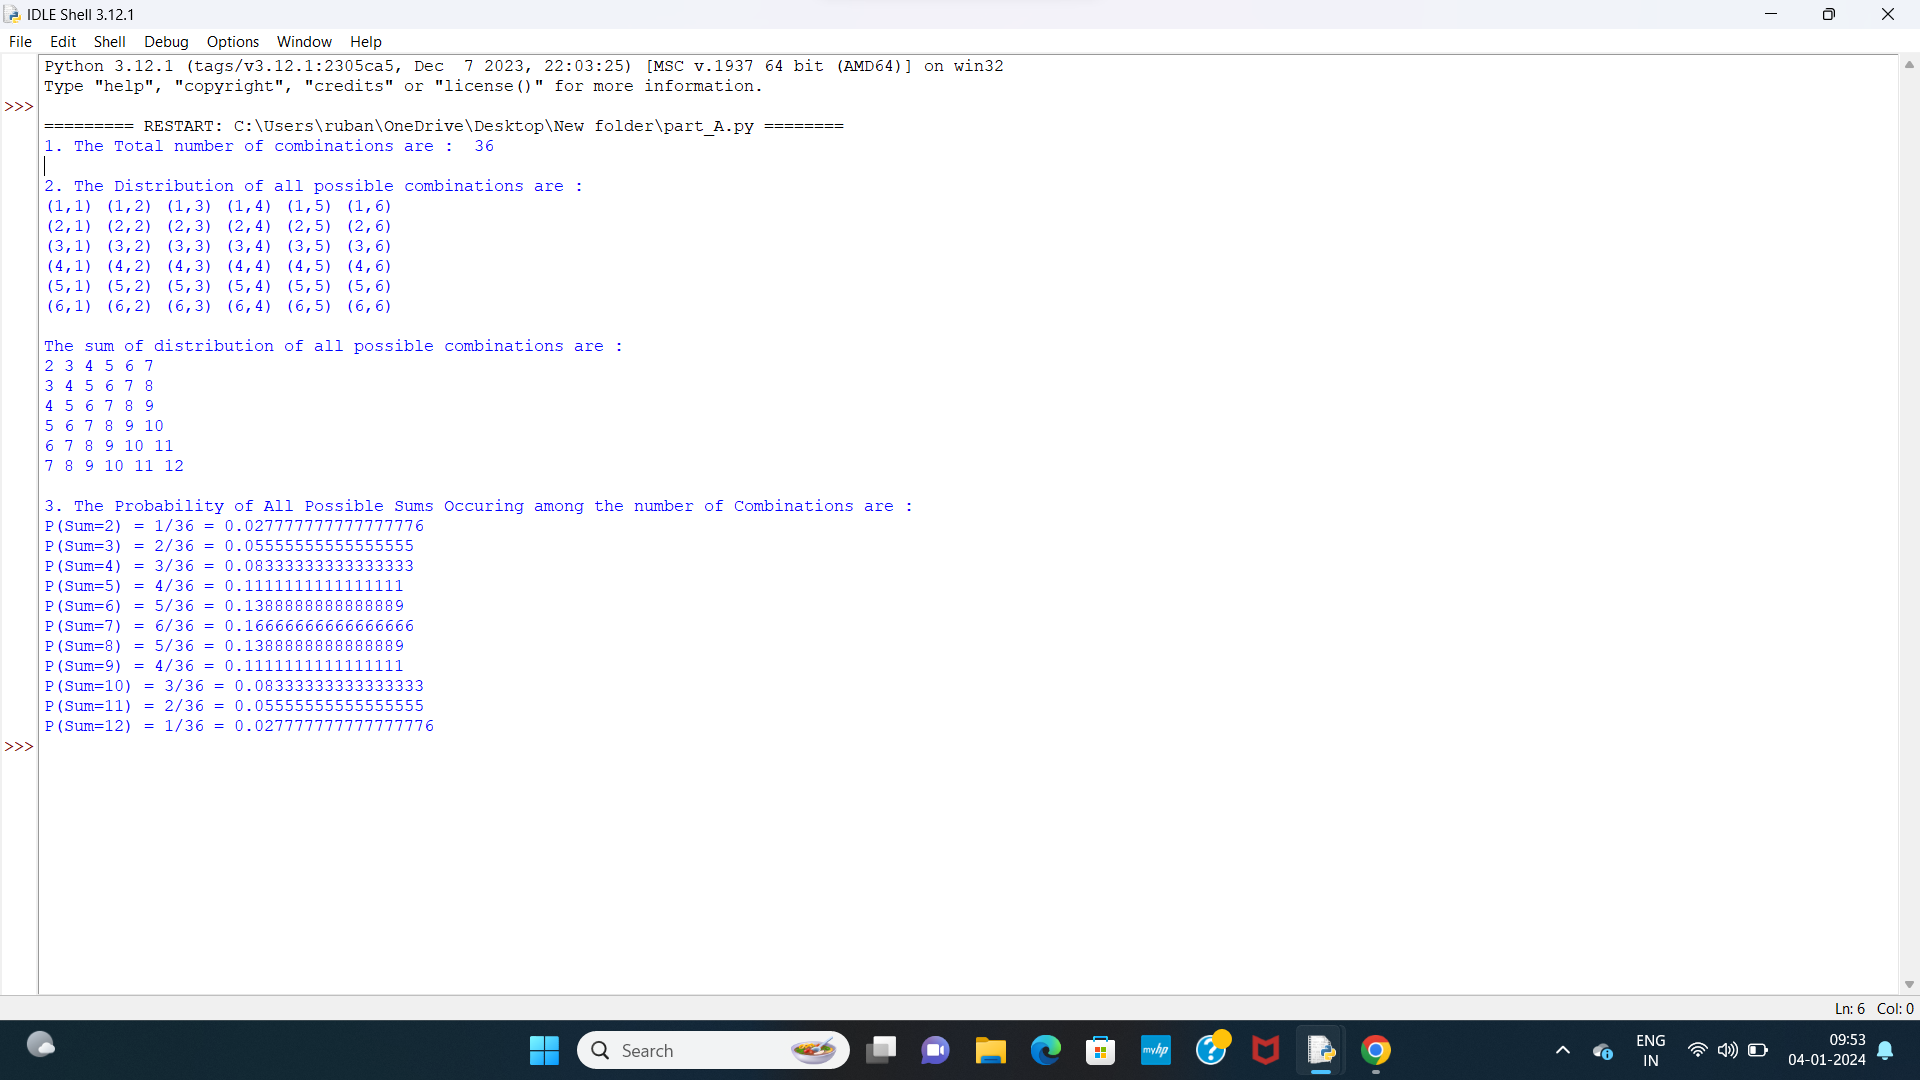 IDLE Shell 3.12.1
File Edit Shell Debug Options Window Help
Python 3.12.1 (tags/v3.12.1:2305ca5, Dec  7 2023, 22:03:25) [MSC v.1937 64 bit (AMD64)] on win32
Type "help", "copyright", "credits" or "license()" for more information.
>>>
========= RESTART: C:\Users\ruban\OneDrive\Desktop\New folder\part_A.py ========
1. The Total number of combinations are :  36
2. The Distribution of all possible combinations are :
(1,1) (1,2) (1,3) (1,4) (1,5) (1,6)
(2,1) (2,2) (2,3) (2,4) (2,5) (2,6)
(3,1) (3,2) (3,3) (3,4) (3,5) (3,6)
(4,1) (4,2) (4,3) (4,4) (4,5) (4,6)
(5,1) (5,2) (5,3) (5,4) (5,5) (5,6)
(6,1) (6,2) (6,3) (6,4) (6,5) (6,6)
The sum of distribution of all possible combinations are :
2 3 4 5 6 7
3 4 5 6 7 8
4 5 6 7 8 9
5 6 7 8 9 10
6 7 8 9 10 11
7 8 9 10 11 12
3. The Probability of All Possible Sums Occuring among the number of Combinations are :
P(Sum=2) = 1/36 = 0.027777777777777776
P(Sum=3) = 2/36 = 0.05555555555555555
P(Sum=4) = 3/36 = 0.08333333333333333
P(Sum=5) = 4/36 = 0.1111111111111111
P(Sum=6) = 5/36 = 0.1388888888888889
P(Sum=7) = 6/36 = 0.16666666666666666
P(Sum=8) = 5/36 = 0.1388888888888889
P(Sum=9) = 4/36 = 0.1111111111111111
P(Sum=10) = 3/36 = 0.08333333333333333
P(Sum=11) = 2/36 = 0.05555555555555555
P(Sum=12) = 1/36 = 0.027777777777777776
>>>
Ln: 6 Col: 0
Search
myhp
ENG
IN
09:53
04-01-2024